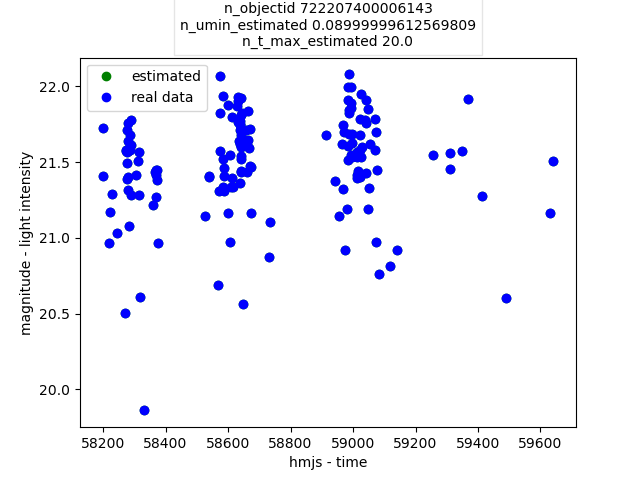 n_objectid 722207400006143
n_umin_estimated 0.08999999612569809
n_t_max_estimated 20.0
estimated
real data
22.0
21.5
21.0
20.5
20.0
magnitude - light intensity
58200 58400 58600 58800 59000 59200 59400 59600
hmjs - time